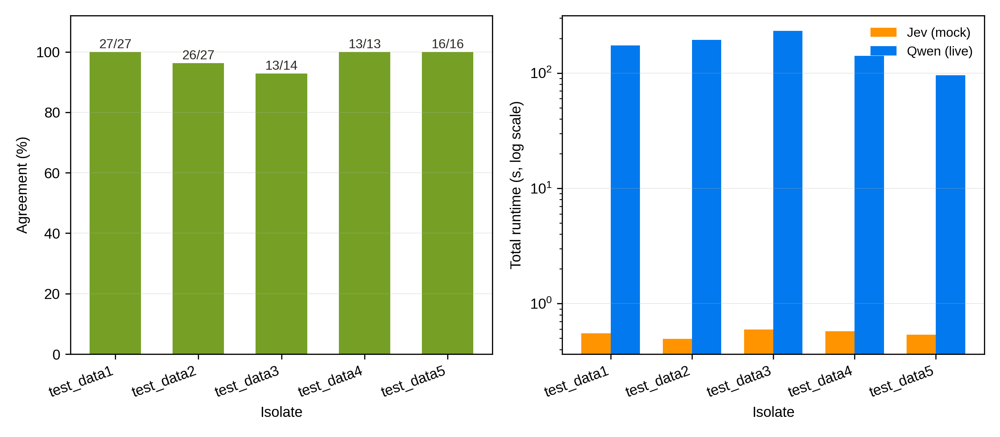 27/27
26/27
13/14
13/13
16/16
100
80
60
40
20
0
Agreement (%)
test_data1
test_data2
test_data3
test_data4
test_data5
Isolate
Jev (mock)
Qwen (live)
10²
10¹
10⁰
Total runtime (s, log scale)
test_data1
test_data2
test_data3
test_data4
test_data5
Isolate